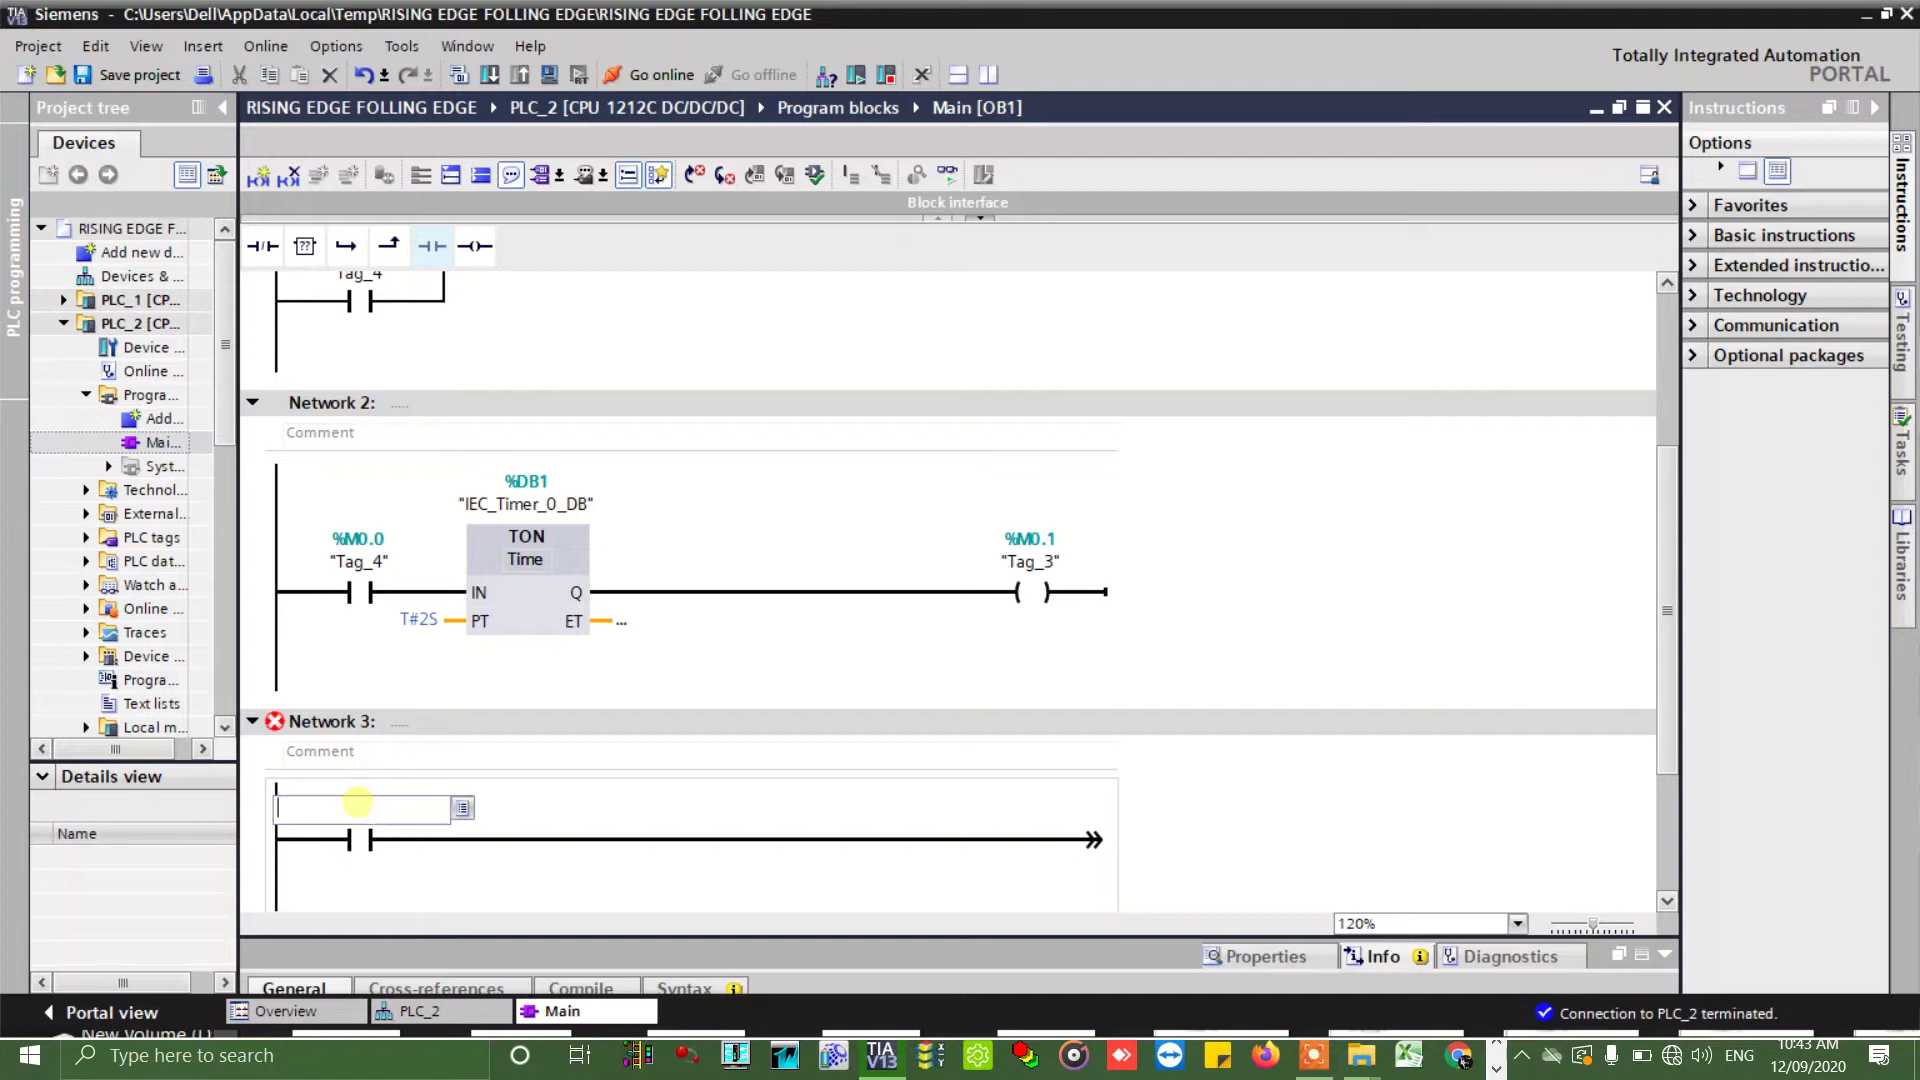 TIA V13 Siemens - C:\Users\Dell\AppData\Local\Temp\RISING EDGE FOLLING EDGE\RISING EDGE FOLLING EDGE
Project Edit View Insert Online Options Tools Window Help
Totally Integrated Automation
PORTAL
Save project Go online Go offline
Project tree
RISING EDGE FOLLING EDGE PLC_2 [CPU 1212C DC/DC/DC] Program blocks Main [OB1]
Instructions
Devices
Options
PLC programming
Block interface
Favorites
Basic instructions
Extended instructio...
Technology
Communication
Optional packages
Instructions
Testing
Tasks
Libraries
RISING EDGE F...
Add new d...
Devices & ...
PLC_1 [CP...
PLC_2 [CP...
Device ...
Online ...
Progra...
Add...
Mai...
Syst...
Technol...
External...
PLC tags
PLC dat...
Watch a...
Online ...
Traces
Device ...
Progra...
Text lists
Local m...
??
Tag_4
Network 2: .....
Comment
%DB1
"IEC_Timer_0_DB"
TON
Time
%M0.0
"Tag_4"
%M0.1
"Tag_3"
IN Q
T#2S PT ET ...
Network 3: .....
Comment
Details view
Name
120%
Properties Info Diagnostics
General Cross-references Compile Syntax
Portal view Overview PLC_2 Main
Connection to PLC_2 terminated.
New Volume (D
Type here to search
TIA V13
ENG
10:43 AM
12/09/2020